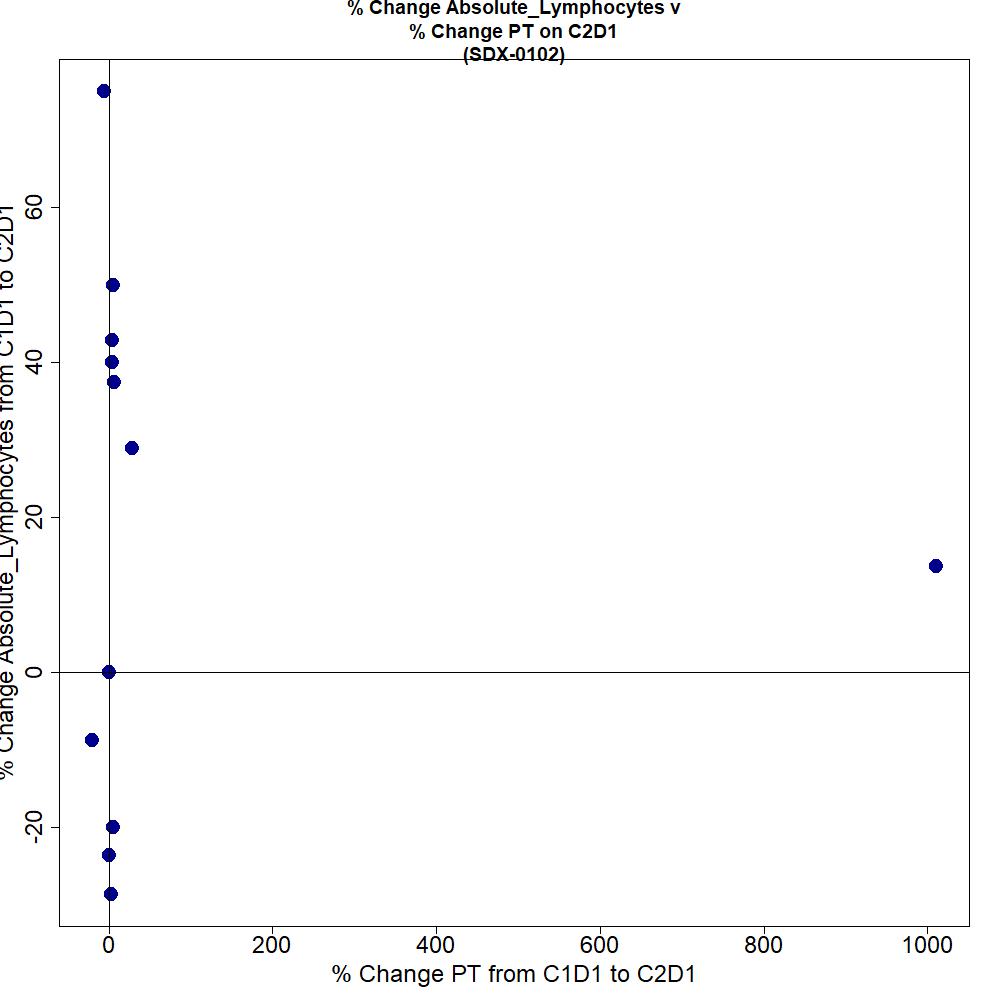 % Change Absolute_Lymphocytes v
% Change PT on C2D1
(SDX-0102)
% Change Absolute_Lymphocytes from C1D1 to C2D1
60
40
20
0
-20
0 200 400 600 800 1000
% Change PT from C1D1 to C2D1